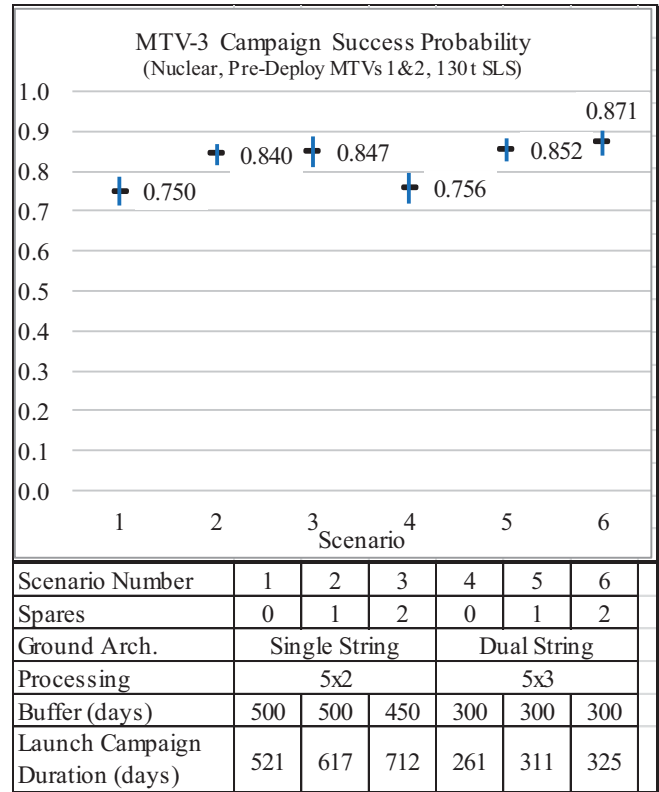 MTV-3 Campaign Success Probability
(Nuclear, Pre-Deploy MTVs 1&2, 130 t SLS)
1.0
0.9
0.8
0.7
0.6
0.5
0.4
0.3
0.2
0.1
0.0
0.750
0.840
0.847
0.756
0.852
0.871
1 2 3 4 5 6
Scenario
Scenario Number 1 2 3 4 5 6
Spares 0 1 2 0 1 2
Ground Arch. Single String Dual String
Processing 5x2 5x3
Buffer (days) 500 500 450 300 300 300
Launch Campaign
Duration (days) 521 617 712 261 311 325